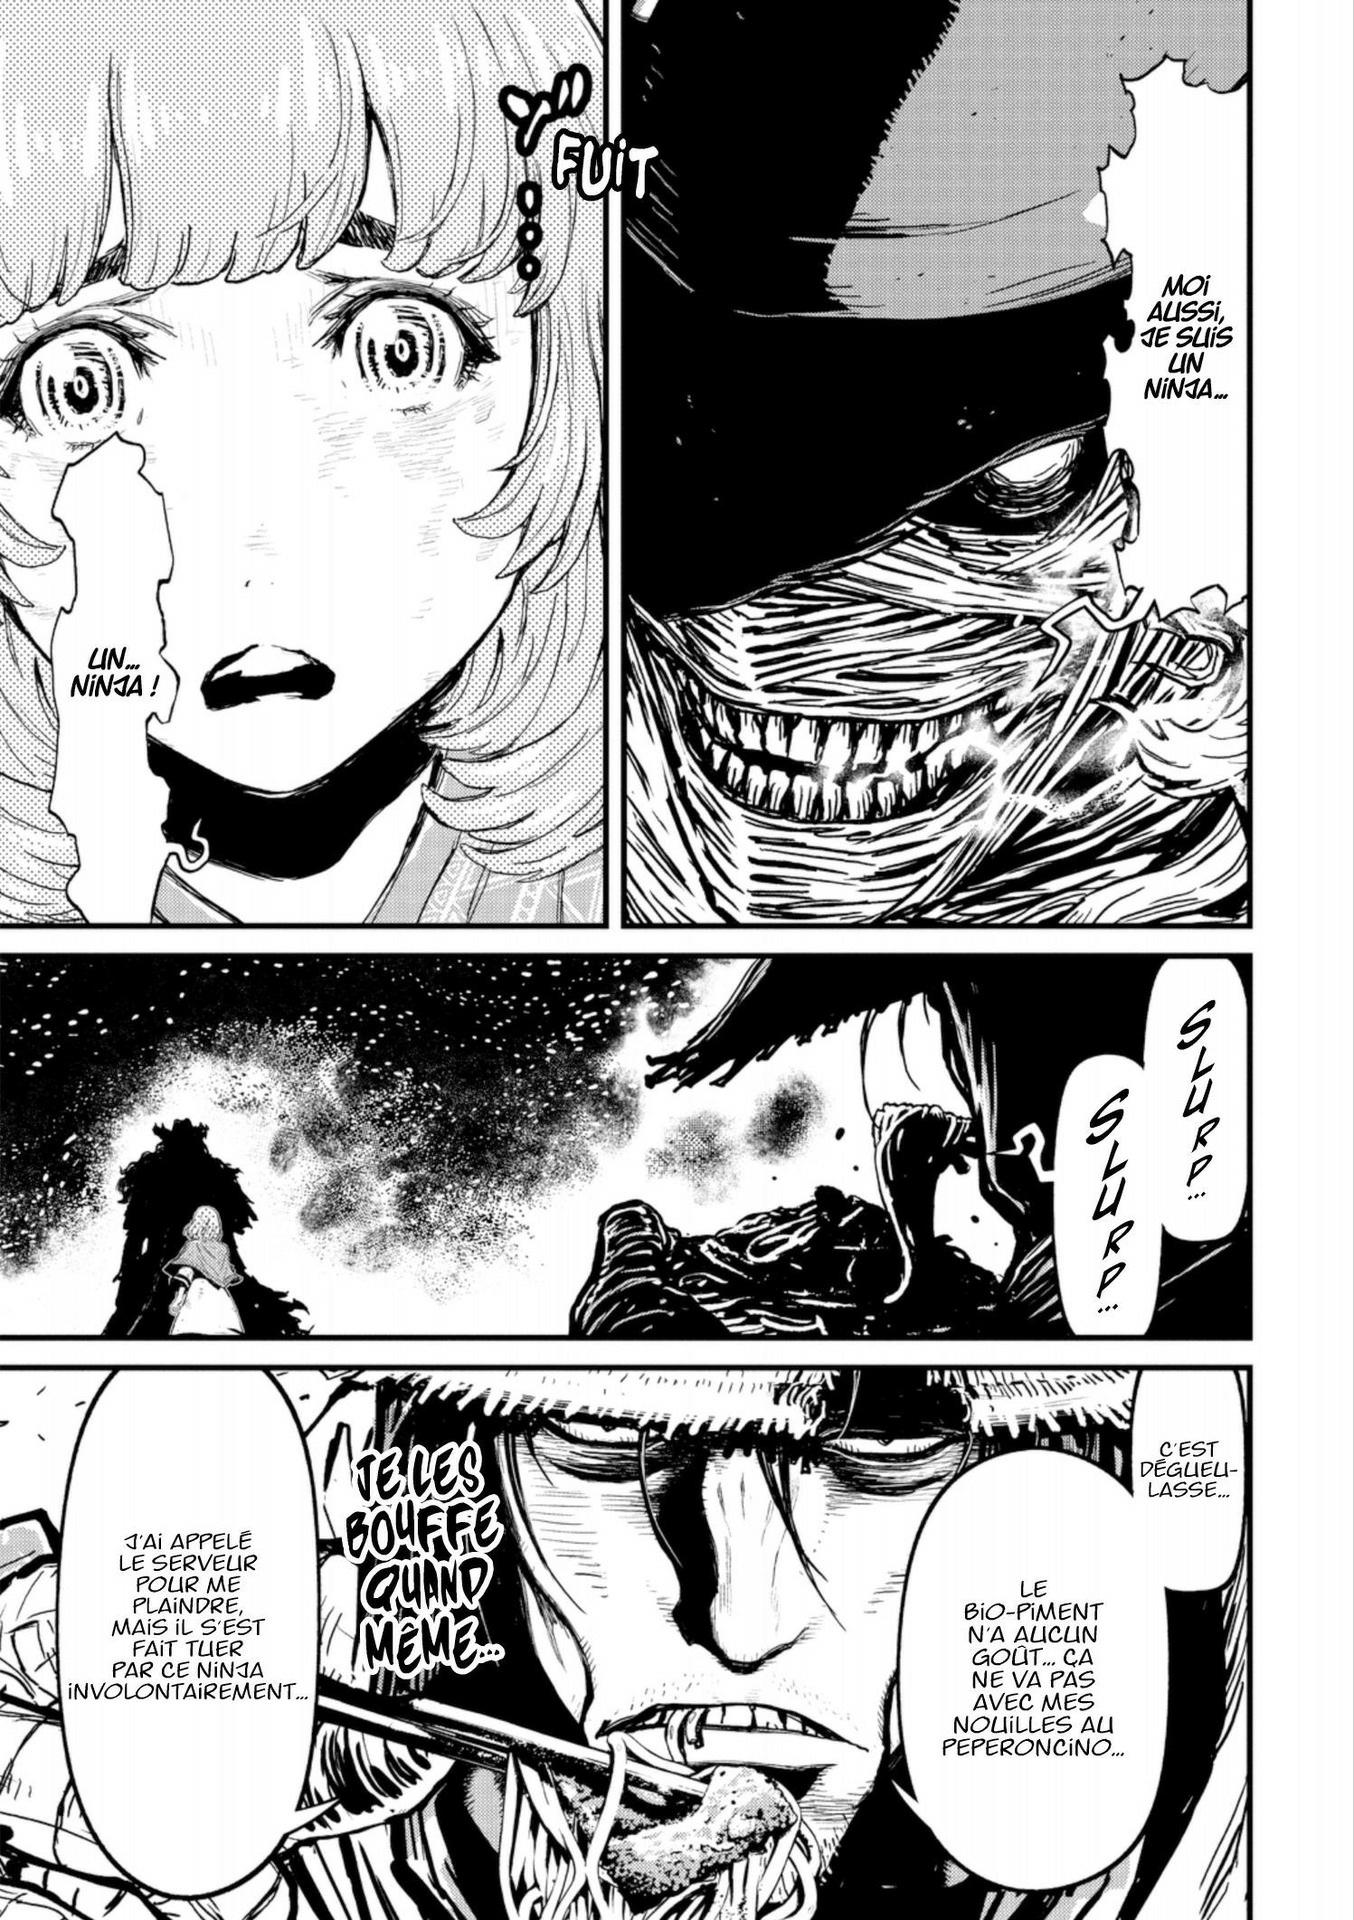 MOI
AUSSI,
JE SUIS
UN
NINJA...
FUIT
UN...
NINJA !
SLURP...
SLURP...
C'EST
DÉGUEU-
LASSE...
LE
BIO-PIMENT
N'A AUCUN
GOÛT... ÇA
NE VA PAS
AVEC MES
NOUILLES AU
PEPERONCINO...
JE LES
BOUFFE
QUAND
MÊME...
J'AI APPELÉ
LE SERVEUR
POUR ME
PLAINDRE,
MAIS IL S'EST
FAIT TUER
PAR CE NINJA
INVOLONTAIREMENT...